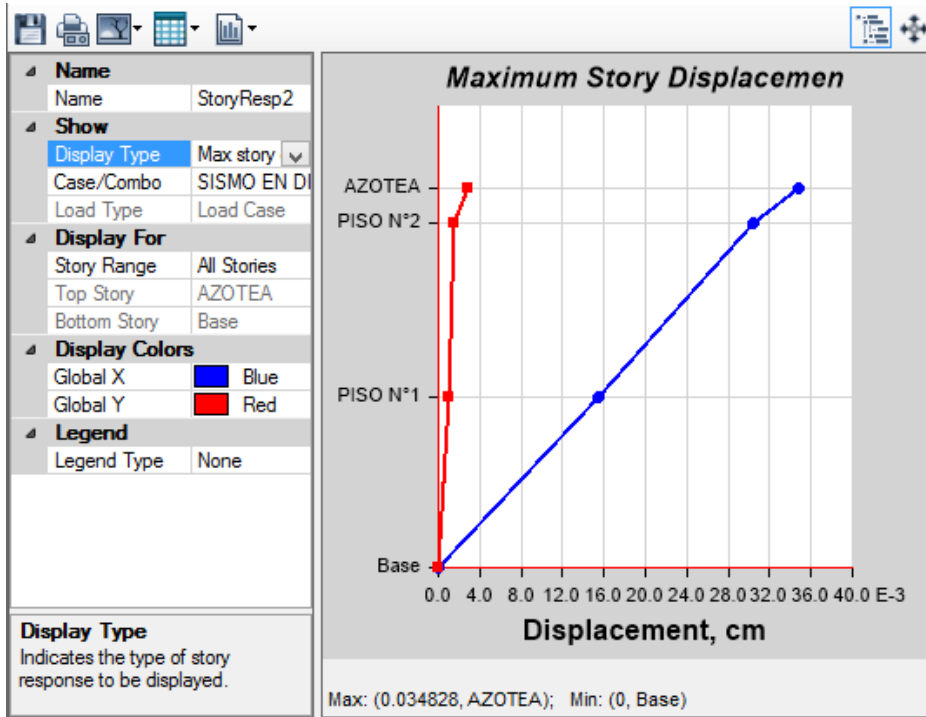 Name
Name StoryResp2
Show
Display Type Max story
Case/Combo SISMO EN DI
Load Type Load Case
Display For
Story Range All Stories
Top Story AZOTEA
Bottom Story Base
Display Colors
Global X Blue
Global Y Red
Legend
Legend Type None
Display Type
Indicates the type of story
response to be displayed.
Maximum Story Displacemen
AZOTEA
PISO N°2
PISO N°1
Base
0.0 4.0 8.0 12.0 16.0 20.0 24.0 28.0 32.0 36.0 40.0 E-3
Displacement, cm
Max: (0.034828, AZOTEA); Min: (0, Base)